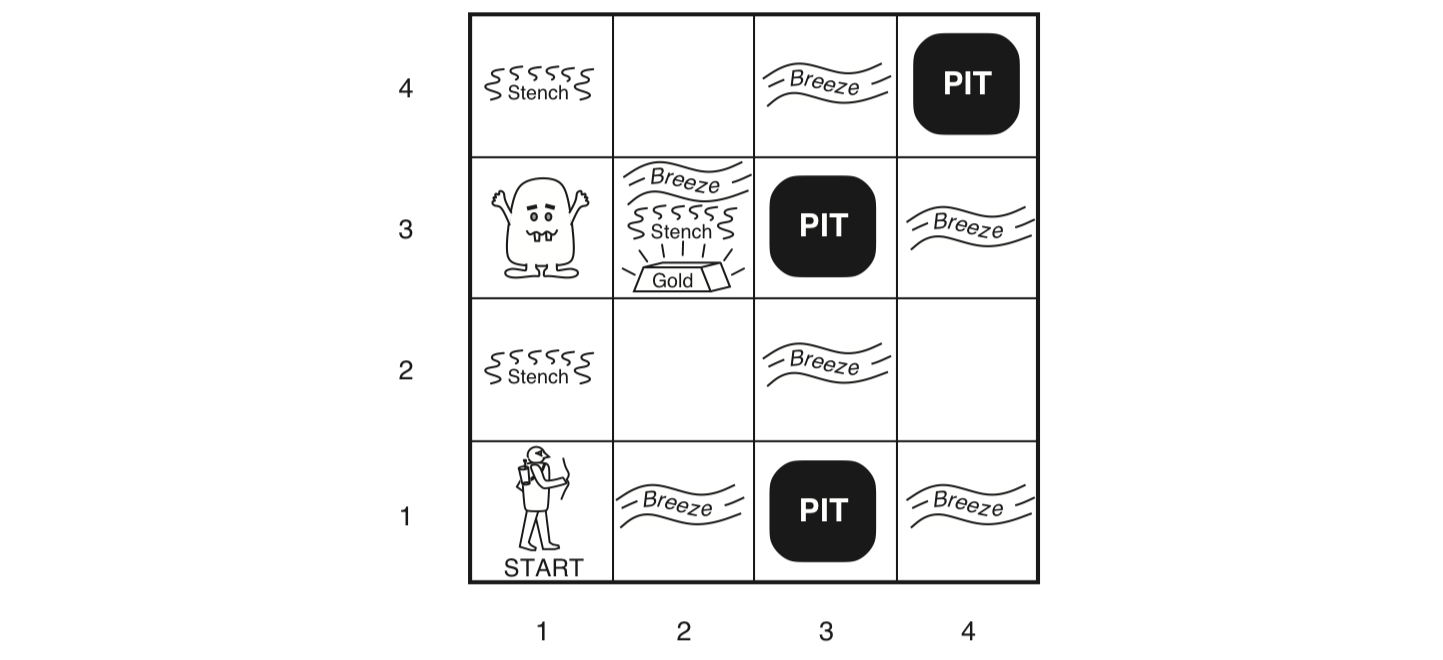 4
Stench
Breeze
PIT
3
Breeze
Stench
Gold
PIT
Breeze
2
Stench
Breeze
1
START
Breeze
PIT
Breeze
1 2 3 4